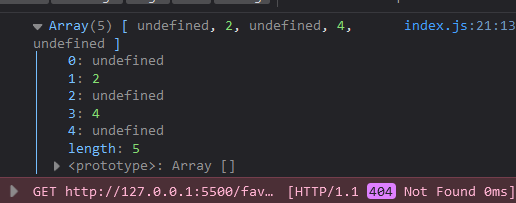 Array(5) [ undefined, 2, undefined, 4, undefined ] index.js:21:13
0: undefined
1: 2
2: undefined
3: 4
4: undefined
length: 5
<prototype>: Array []
GET http://127.0.0.1:5500/fav… [HTTP/1.1 404 Not Found 0ms]